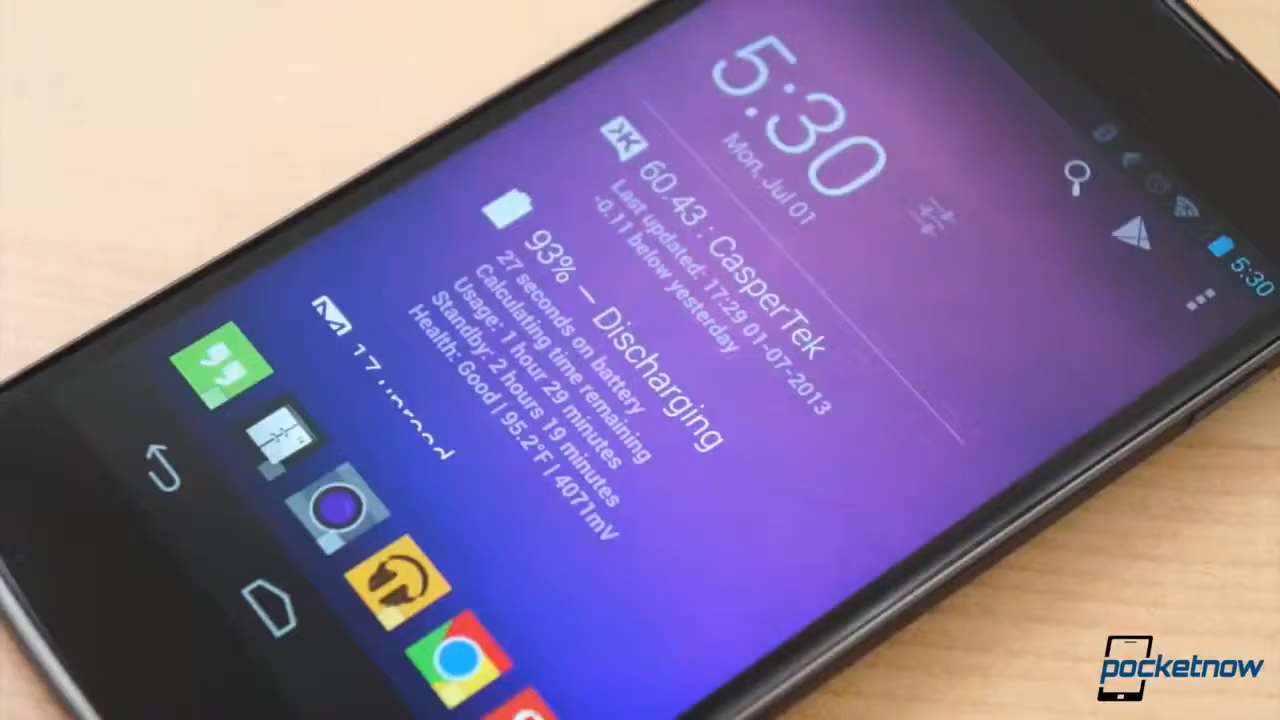 5:30
Mon, Jul 01
60.43 : CasperTek
Last updated: 17:29 01-07-2013
-0.11 below yesterday
93% – Discharging
27 seconds on battery
Calculating time remaining
Usage: 1 hour 29 minutes
Standby: 2 hours 19 minutes
Health: Good | 95.2°F | 4071mV
17
5:30
pocketnow